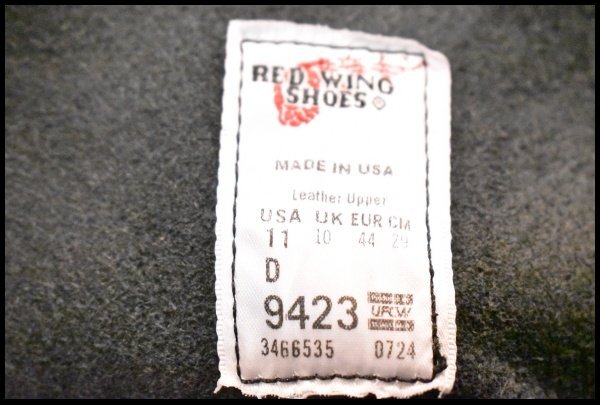 RED WING
SHOES
MADE IN USA
Leather Upper
USA UK EUR CM
11 10 44 29
D
9423 UFCW
3466535 0724